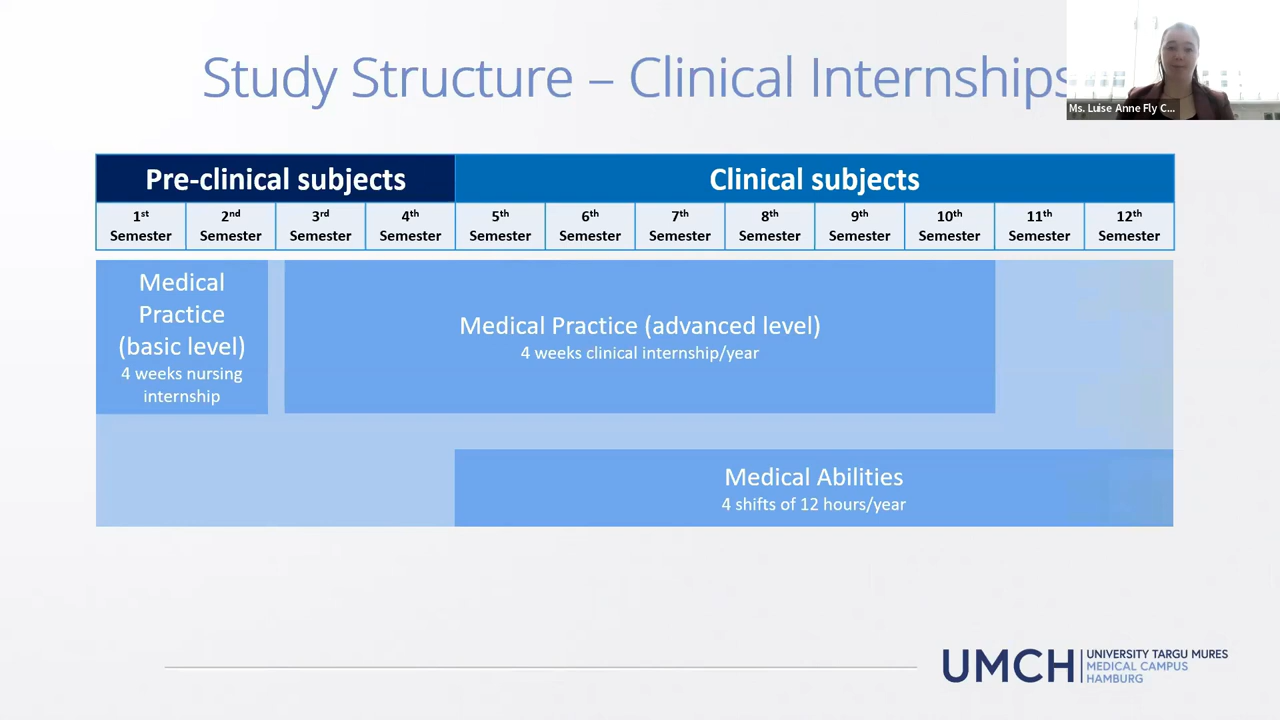 Study Structure – Clinical Internships
Ms. Luise Anne Fly C...
Pre-clinical subjects
Clinical subjects
1st Semester
2nd Semester
3rd Semester
4th Semester
5th Semester
6th Semester
7th Semester
8th Semester
9th Semester
10th Semester
11th Semester
12th Semester
Medical
Practice
(basic level)
4 weeks nursing
internship
Medical Practice (advanced level)
4 weeks clinical internship/year
Medical Abilities
4 shifts of 12 hours/year
UMCH
UNIVERSITY TARGU MURES
MEDICAL CAMPUS
HAMBURG